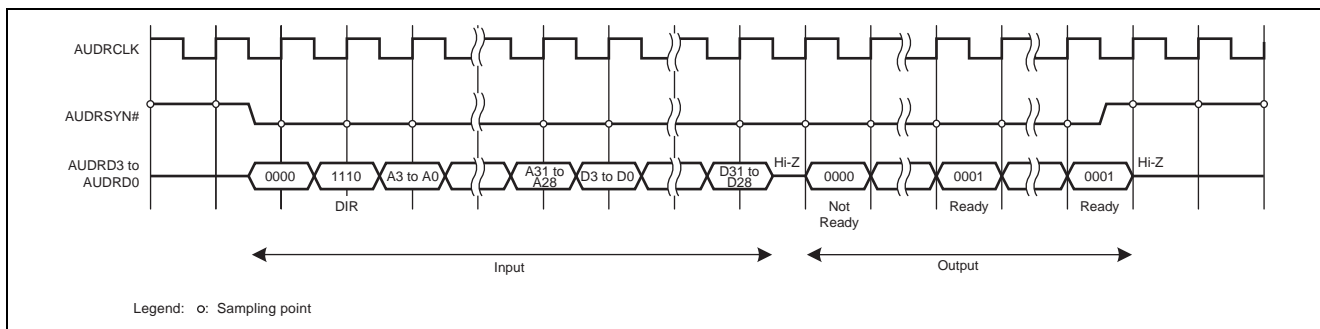 AUDRCLK
AUDRSYN#
AUDRD3 to
AUDRD0
0000
1110
A3 to A0
A31 to
A28
D3 to D0
D31 to
D28
Hi-Z
0000
0001
0001
Hi-Z
DIR
Not
Ready
Ready
Ready
Input
Output
Legend: o: Sampling point